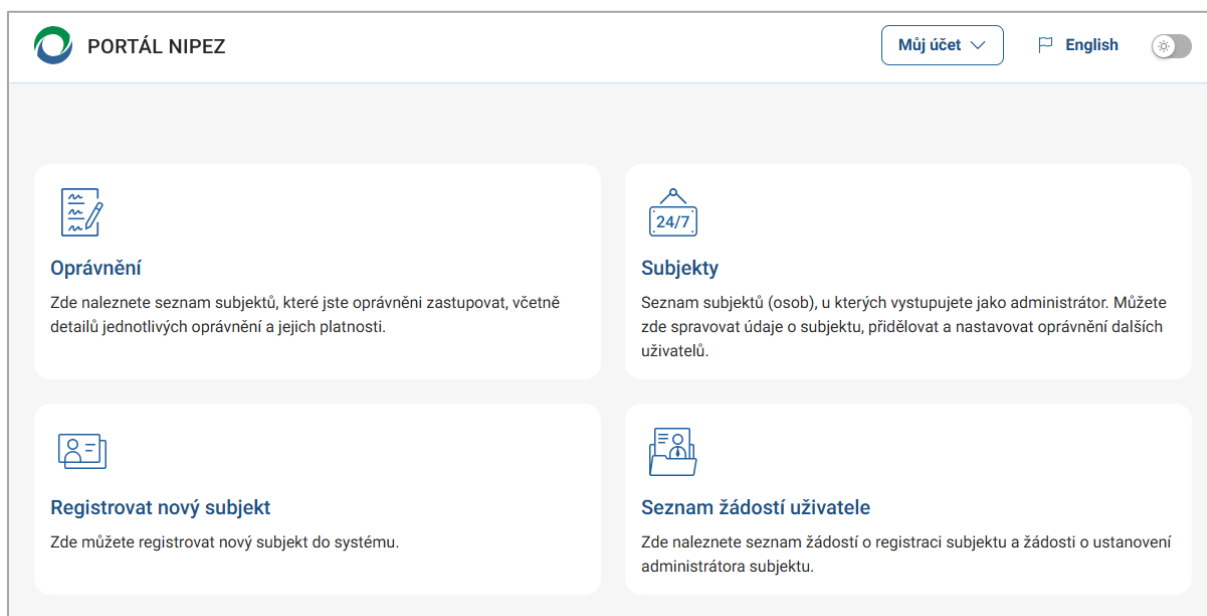 PORTÁL NIPEZ
Můj účet
English
24/7
Oprávnění
Zde naleznete seznam subjektů, které jste oprávněni zastupovat, včetně
detailů jednotlivých oprávnění a jejich platnosti.
Subjekty
Seznam subjektů (osob), u kterých vystupujete jako administrátor. Můžete
zde spravovat údaje o subjektu, přidělovat a nastavovat oprávnění dalších
uživatelů.
Registrovat nový subjekt
Zde můžete registrovat nový subjekt do systému.
Seznam žádostí uživatele
Zde naleznete seznam žádostí o registraci subjektu a žádosti o ustanovení
administrátora subjektu.